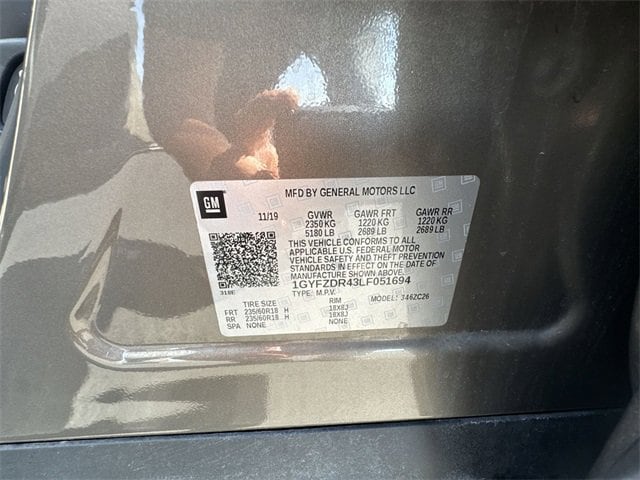 GM
MFD BY GENERAL MOTORS LLC
11/19 GVWR GAWR FRT GAWR RR
2350 KG 1220 KG 1220 KG
5180 LB 2689 LB 2689 LB
THIS VEHICLE CONFORMS TO ALL
APPLICABLE U.S. FEDERAL MOTOR
VEHICLE SAFETY, BUMPER, AND THEFT
PREVENTION STANDARDS IN EFFECT ON THE DATE OF
MANUFACTURE SHOWN ABOVE.
1GYFZDR43LF051694
318E
TYPE: M.P.V. MODEL: 346ZC26
TIRE SIZE RIM
FRT 235/60R18 H 18X8J
RR 235/60R18 H 18X8J
SPA NONE NONE